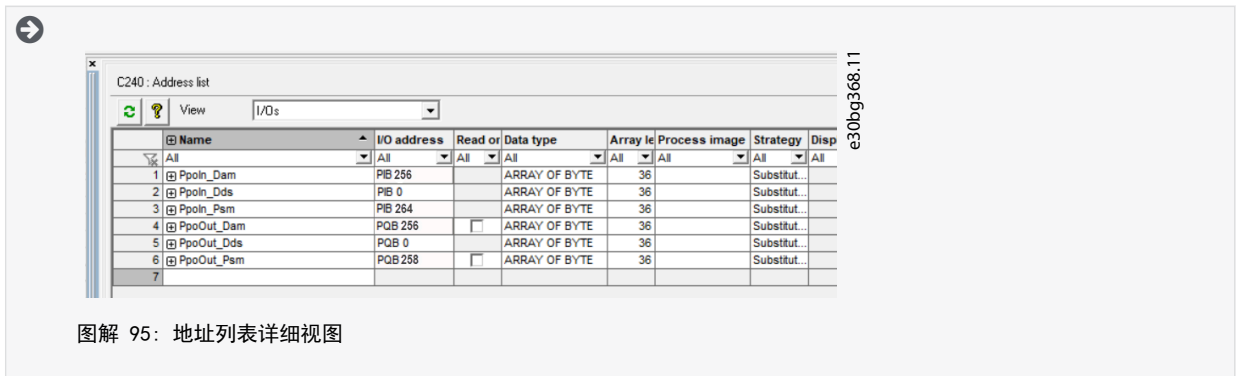 C240 : Address list
View I/Os
Name I/O address Read or Data type Array le Process image Strategy Disp
All All All All All All All All
1 PpoIn_Dam PIB 256 ARRAY OF BYTE 36 Substitut...
2 PpoIn_Dds PIB 0 ARRAY OF BYTE 36 Substitut...
3 PpoIn_Psm PIB 264 ARRAY OF BYTE 36 Substitut...
4 PpoOut_Dam PQB 256 ARRAY OF BYTE 36 Substitut...
5 PpoOut_Dds PQB 0 ARRAY OF BYTE 36 Substitut...
6 PpoOut_Psm PQB 258 ARRAY OF BYTE 36 Substitut...
7
e30bg368.11
图解 95: 地址列表详细视图